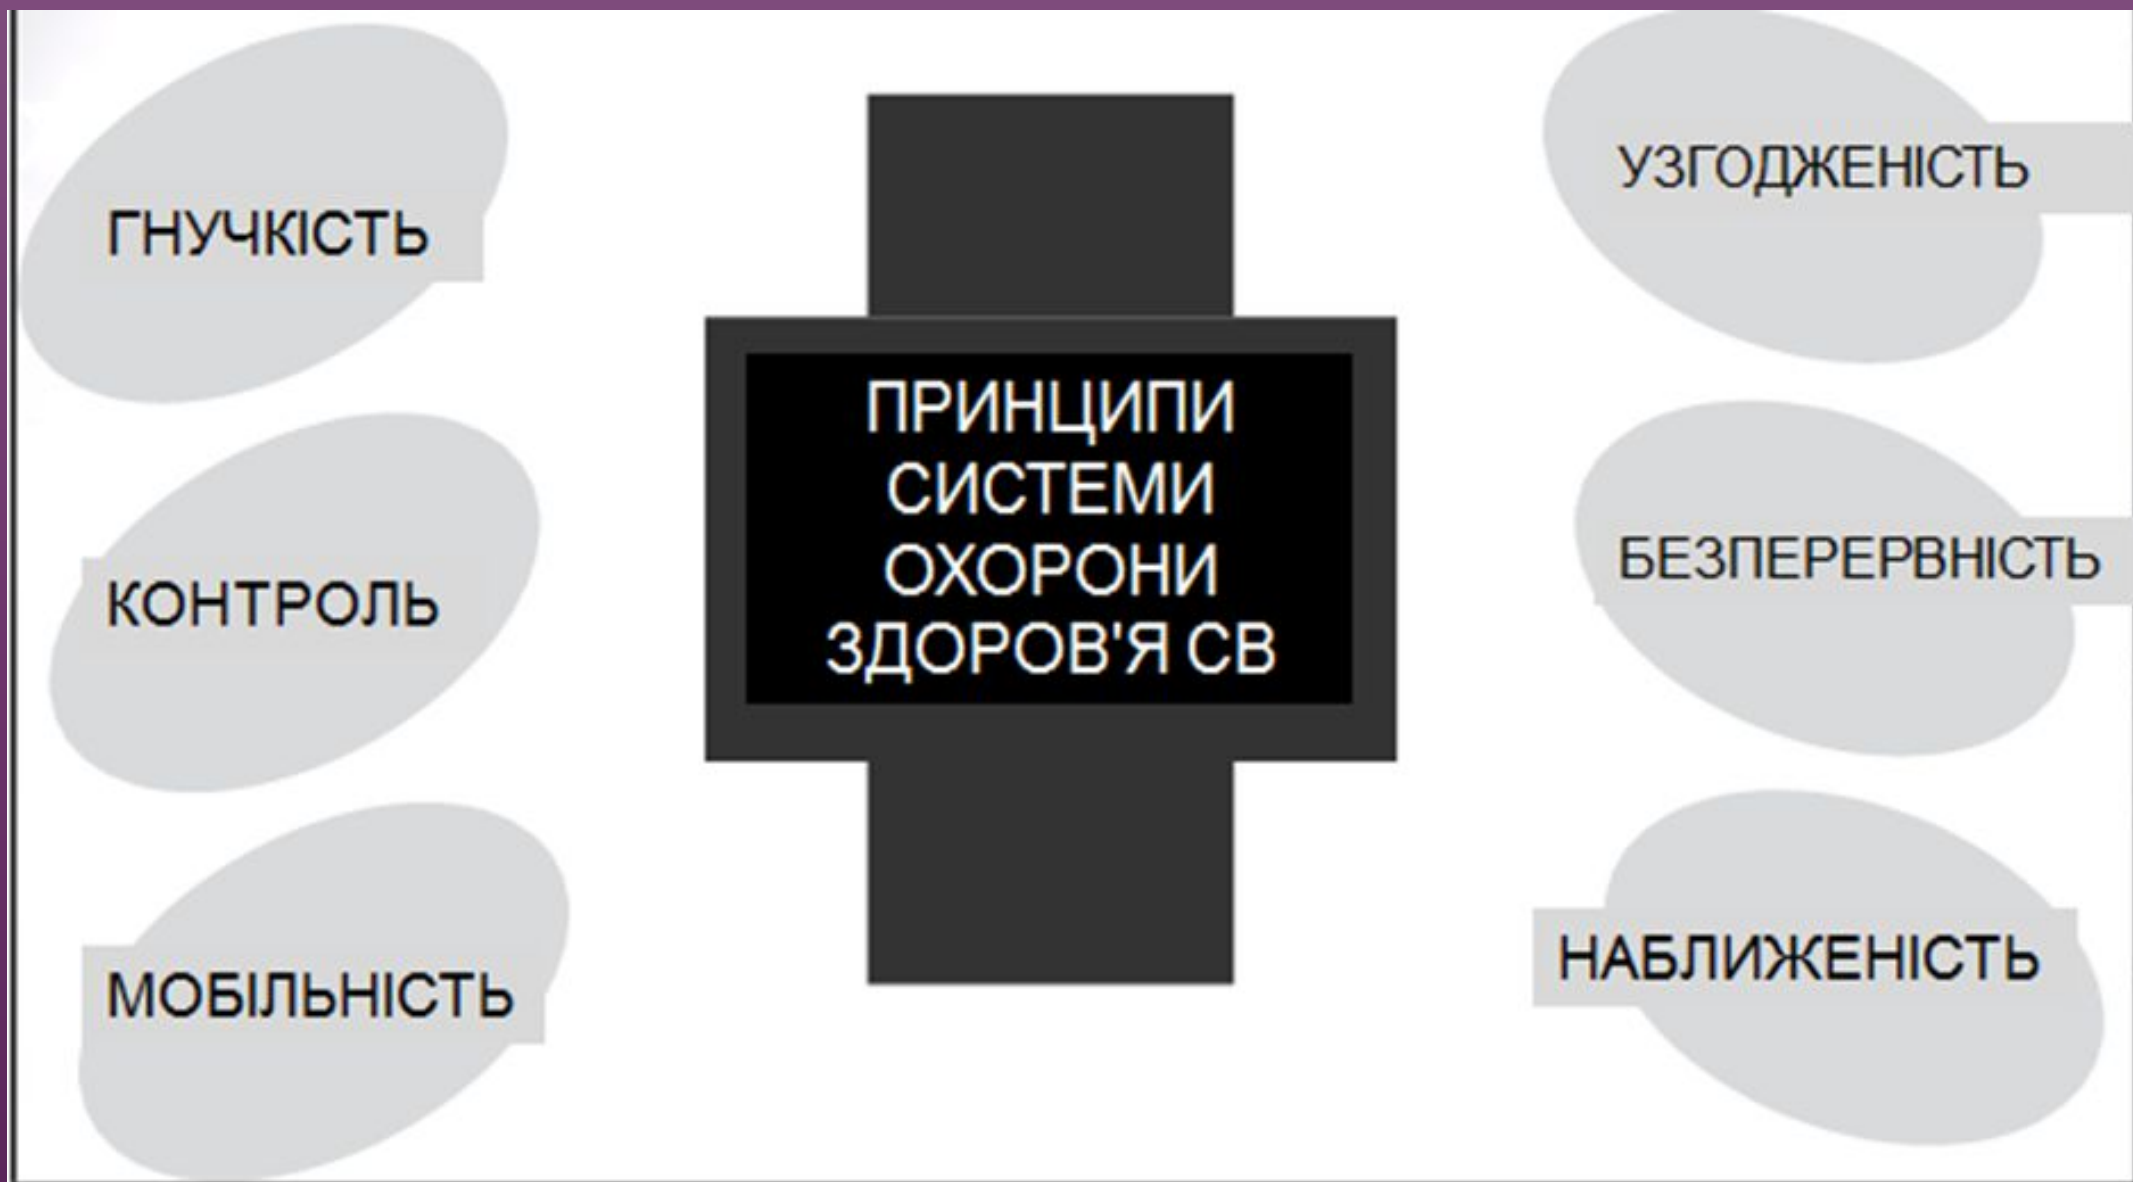 ГНУЧКІСТЬ
КОНТРОЛЬ
МОБІЛЬНІСТЬ
ПРИНЦИПИ
СИСТЕМИ
ОХОРОНИ
ЗДОРОВ'Я СВ
УЗГОДЖЕНІСТЬ
БЕЗПЕРЕРВНІСТЬ
НАБЛИЖЕНІСТЬ